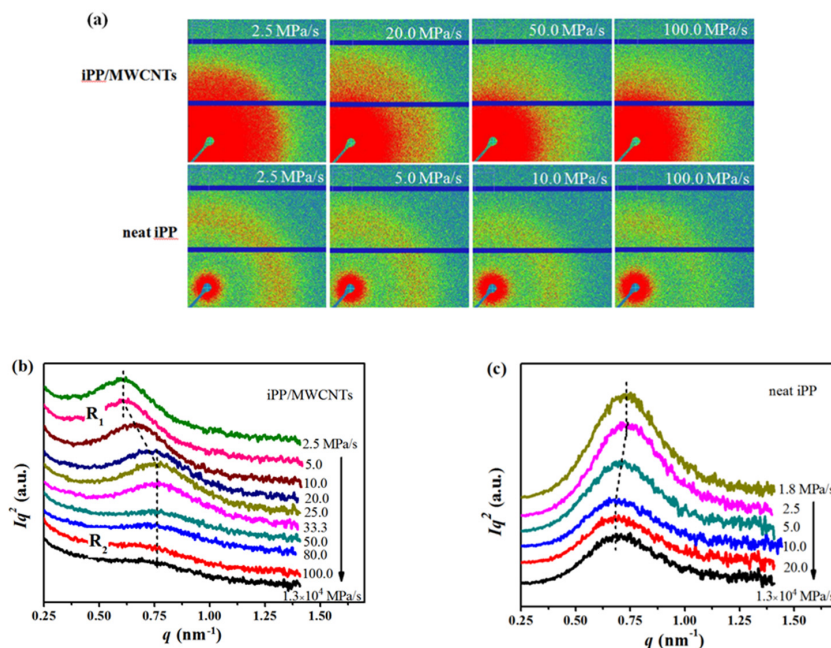 (a)
iPP/MWCNTs
2.5 MPa/s
20.0 MPa/s
50.0 MPa/s
100.0 MPa/s
neat iPP
2.5 MPa/s
5.0 MPa/s
10.0 MPa/s
100.0 MPa/s
(b)
iPP/MWCNTs
R1
R2
2.5 MPa/s
5.0
10.0
20.0
25.0
33.3
50.0
80.0
100.0
1.3×10⁴ MPa/s
Iq² (a.u.)
0.25 0.50 0.75 1.00 1.25 1.50
q (nm⁻¹)
(c)
neat iPP
1.8 MPa/s
2.5
5.0
10.0
20.0
1.3×10⁴ MPa/s
Iq² (a.u.)
0.25 0.50 0.75 1.00 1.25 1.50
q (nm⁻¹)